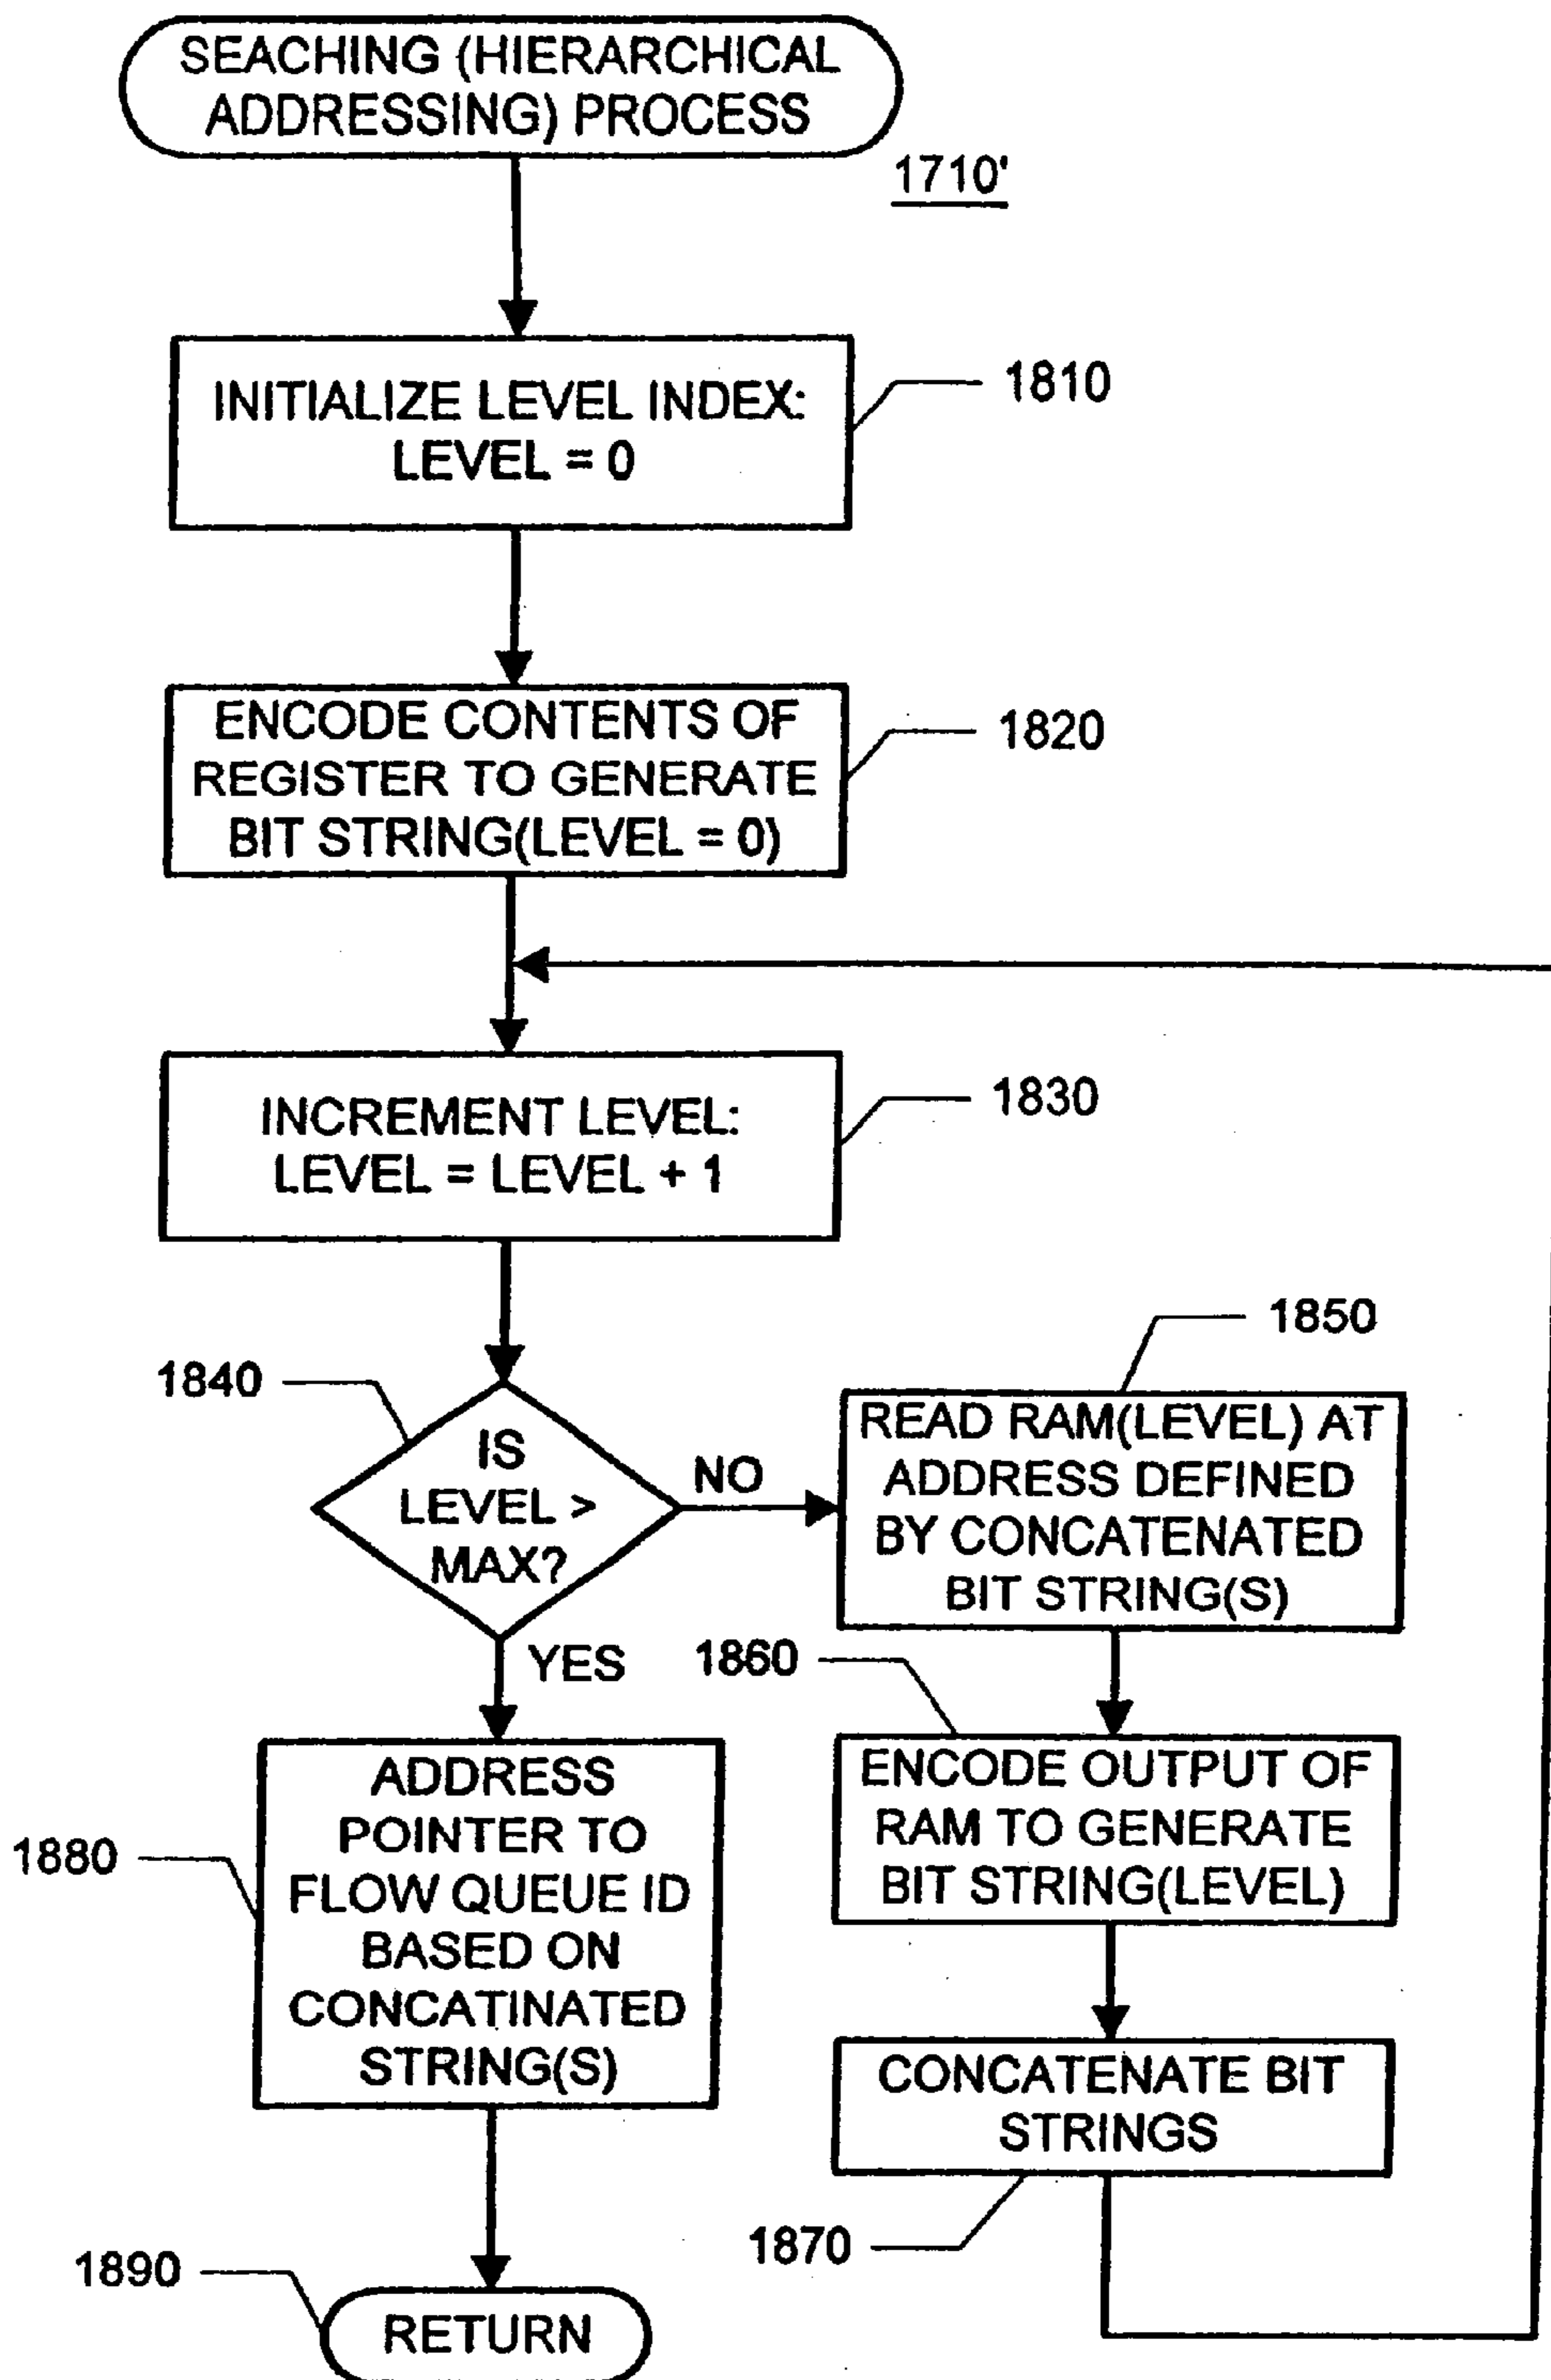 SEACHING (HIERARCHICAL
ADDRESSING) PROCESS
1710'
INITIALIZE LEVEL INDEX:
LEVEL = 0
1810
ENCODE CONTENTS OF
REGISTER TO GENERATE
BIT STRING(LEVEL = 0)
1820
INCREMENT LEVEL:
LEVEL = LEVEL + 1
1830
1840
IS
LEVEL >
MAX?
NO
YES
1850
READ RAM(LEVEL) AT
ADDRESS DEFINED
BY CONCATENATED
BIT STRING(S)
1860
ENCODE OUTPUT OF
RAM TO GENERATE
BIT STRING(LEVEL)
CONCATENATE BIT
STRINGS
1870
1880
ADDRESS
POINTER TO
FLOW QUEUE ID
BASED ON
CONCATINATED
STRING(S)
1890
RETURN